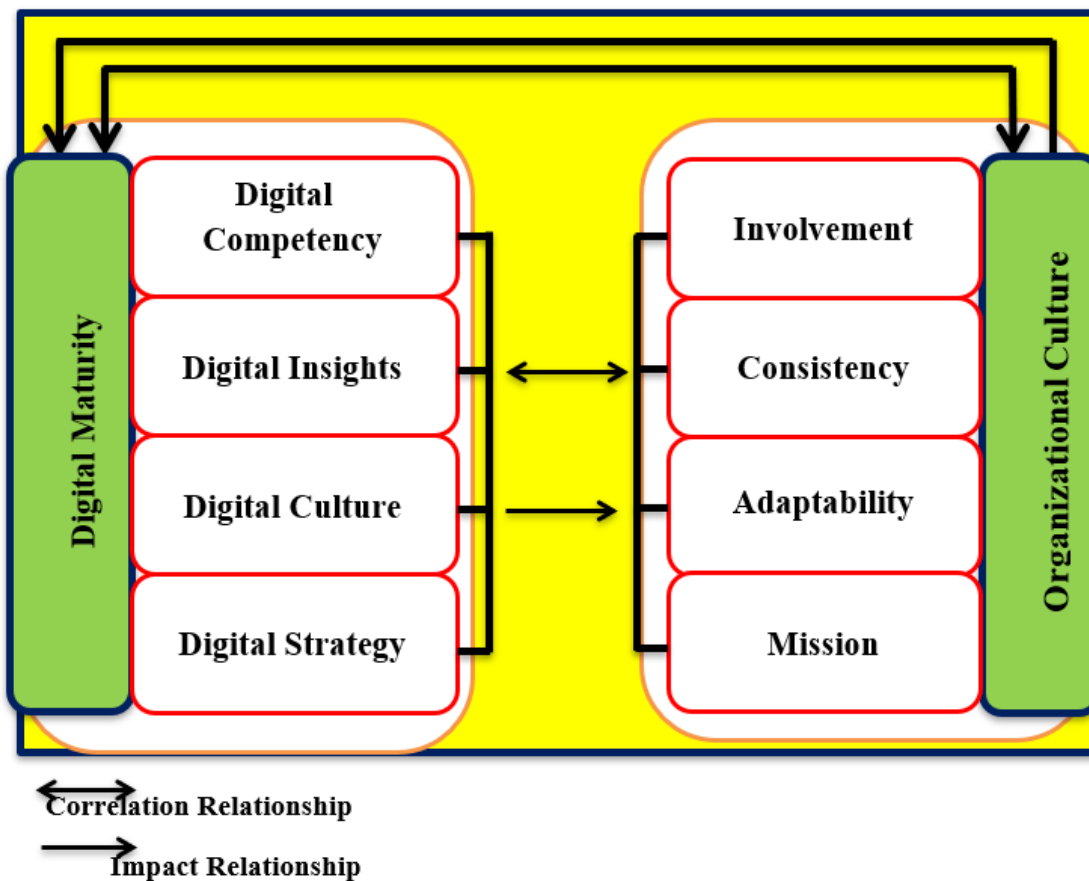 Digital Maturity
Digital
Competency
Digital Insights
Digital Culture
Digital Strategy
Involvement
Consistency
Adaptability
Mission
Organizational Culture
Correlation Relationship
Impact Relationship